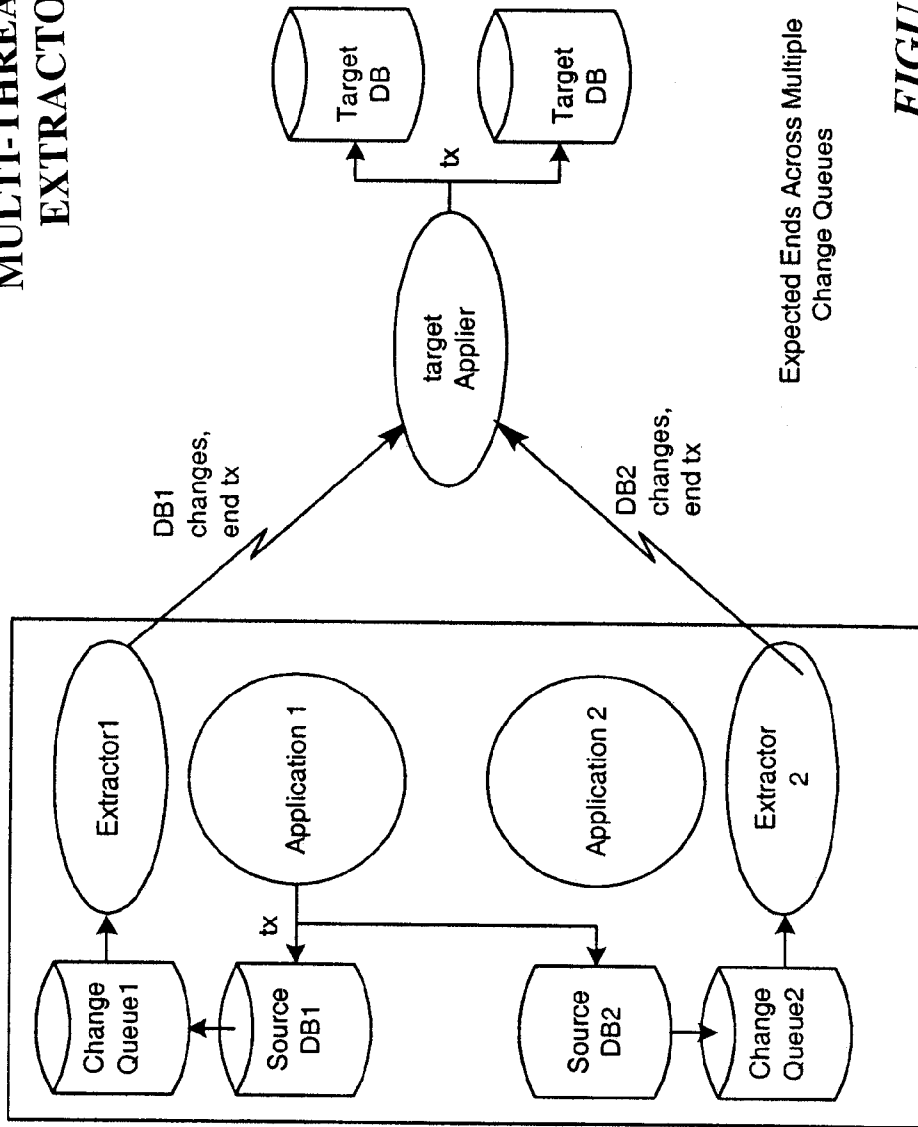 MULTI-THREA
EXTRACTO
Change
Queue1
Extractor1
Source
DB1
tx
Application 1
Source
DB2
Application 2
Change
Queue2
Extractor
2
DB1
changes,
end tx
DB2
changes,
end tx
target
Applier
tx
Target
DB
Target
DB
Expected Ends Across Multiple
Change Queues
FIGU